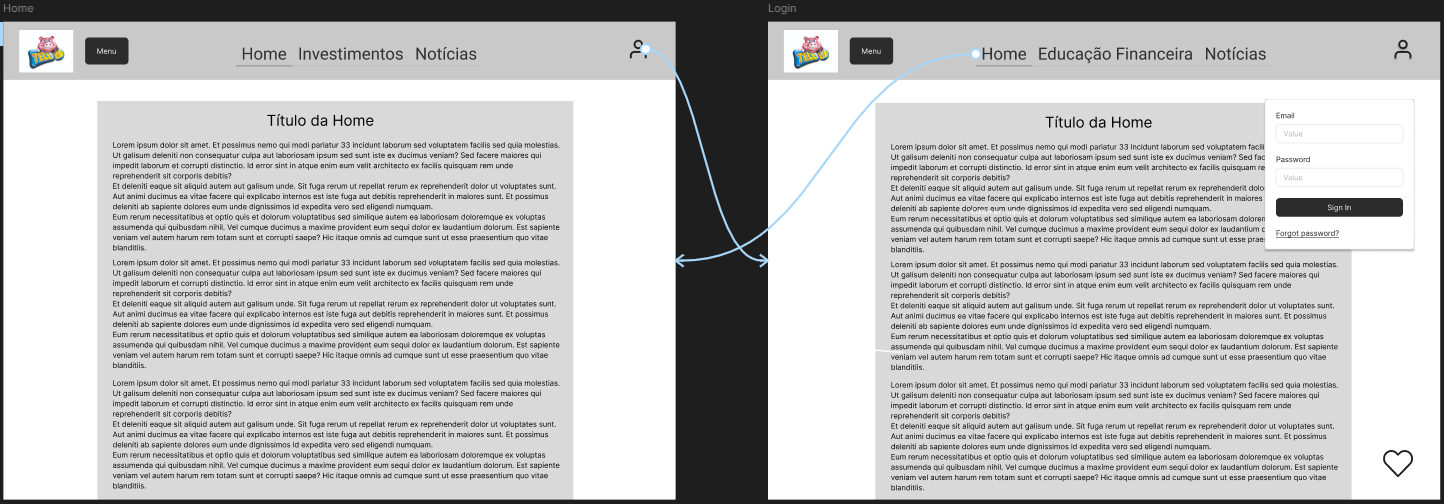 Home
Menu
Home Investimentos Notícias
Título da Home
Lorem ipsum dolor sit amet. Et possimus nemo qui modi pariatur 33 incidunt laborum sed voluptatem facilis sed quia molestias.
Ut galisum deleniti non consequatur culpa aut laboriosam ipsum sed sunt iste ex ducimus veniam? Sed facere maiores qui
impedit laborum et corrupti distinctio. Id error sint in atque enim eum velit architecto ex facilis quisquam rem unde
reprehenderit sit corporis debitis?
Et deleniti eaque sit aliquid autem aut galisum unde. Sit fuga rerum ut repellat rerum ex reprehenderit dolor ut voluptates sunt.
Aut animi ducimus ea vitae facere qui explicabo internos est iste fuga aut debitis reprehenderit in maiores sunt. Et possimus
deleniti ab sapiente dolores eum unde dignissimos id expedita vero sed eligendi numquam.
Eum rerum necessitatibus et optio quis et dolorum voluptatibus sed similique autem ea laboriosam doloremque ex voluptas
assumenda qui quibusdam nihil. Vel cumque ducimus a maxime provident eum sequi dolor ex laudantium dolorem. Est sapiente
veniam vel autem harum rem totam sunt et corrupti saepe? Hic itaque omnis ad cumque sunt ut esse praesentium quo vitae
blanditiis.
Lorem ipsum dolor sit amet. Et possimus nemo qui modi pariatur 33 incidunt laborum sed voluptatem facilis sed quia molestias.
Ut galisum deleniti non consequatur culpa aut laboriosam ipsum sed sunt iste ex ducimus veniam? Sed facere maiores qui
impedit laborum et corrupti distinctio. Id error sint in atque enim eum velit architecto ex facilis quisquam rem unde
reprehenderit sit corporis debitis?
Et deleniti eaque sit aliquid autem aut galisum unde. Sit fuga rerum ut repellat rerum ex reprehenderit dolor ut voluptates sunt.
Aut animi ducimus ea vitae facere qui explicabo internos est iste fuga aut debitis reprehenderit in maiores sunt. Et possimus
deleniti ab sapiente dolores eum unde dignissimos id expedita vero sed eligendi numquam.
Eum rerum necessitatibus et optio quis et dolorum voluptatibus sed similique autem ea laboriosam doloremque ex voluptas
assumenda qui quibusdam nihil. Vel cumque ducimus a maxime provident eum sequi dolor ex laudantium dolorem. Est sapiente
veniam vel autem harum rem totam sunt et corrupti saepe? Hic itaque omnis ad cumque sunt ut esse praesentium quo vitae
blanditiis.
Lorem ipsum dolor sit amet. Et possimus nemo qui modi pariatur 33 incidunt laborum sed voluptatem facilis sed quia molestias.
Ut galisum deleniti non consequatur culpa aut laboriosam ipsum sed sunt iste ex ducimus veniam? Sed facere maiores qui
impedit laborum et corrupti distinctio. Id error sint in atque enim eum velit architecto ex facilis quisquam rem unde
reprehenderit sit corporis debitis?
Et deleniti eaque sit aliquid autem aut galisum unde. Sit fuga rerum ut repellat rerum ex reprehenderit dolor ut voluptates sunt.
Aut animi ducimus ea vitae facere qui explicabo internos est iste fuga aut debitis reprehenderit in maiores sunt. Et possimus
deleniti ab sapiente dolores eum unde dignissimos id expedita vero sed eligendi numquam.
Eum rerum necessitatibus et optio quis et dolorum voluptatibus sed similique autem ea laboriosam doloremque ex voluptas
assumenda qui quibusdam nihil. Vel cumque ducimus a maxime provident eum sequi dolor ex laudantium dolorem. Est sapiente
veniam vel autem harum rem totam sunt et corrupti saepe? Hic itaque omnis ad cumque sunt ut esse praesentium quo vitae
blanditiis.
Login
Menu
Home Educação Financeira Notícias
Título da Home
Lorem ipsum dolor sit amet. Et possimus nemo qui modi pariatur 33 incidunt laborum sed voluptatem facilis
Ut galisum deleniti non consequatur culpa aut laboriosam ipsum sed sunt iste ex ducimus veniam? Sed fac
impedit laborum et corrupti distinctio. Id error sint in atque enim eum velit architecto ex facilis quisquam re
reprehenderit sit corporis debitis?
Et deleniti eaque sit aliquid autem aut galisum unde. Sit fuga rerum ut repellat rerum ex reprehenderit dolor
Aut animi ducimus ea vitae facere qui explicabo internos est iste fuga aut debitis reprehenderit in maiores s
deleniti ab sapiente dolores eum unde dignissimos id expedita vero sed eligendi numquam.
Eum rerum necessitatibus et optio quis et dolorum voluptatibus sed similique autem ea laboriosam doloremq
assumenda qui quibusdam nihil. Vel cumque ducimus a maxime provident eum sequi dolor ex laudantium do
veniam vel autem harum rem totam sunt et corrupti saepe? Hic itaque omnis ad cumque sunt ut esse prae
blanditiis.
Email
Value
Password
Value
Sign In
Forgot password?
Lorem ipsum dolor sit amet. Et possimus nemo qui modi pariatur 33 incidunt laborum sed voluptatem facilis sed quia molestias.
Ut galisum deleniti non consequatur culpa aut laboriosam ipsum sed sunt iste ex ducimus veniam? Sed facere maiores qui
impedit laborum et corrupti distinctio. Id error sint in atque enim eum velit architecto ex facilis quisquam rem unde
reprehenderit sit corporis debitis?
Et deleniti eaque sit aliquid autem aut galisum unde. Sit fuga rerum ut repellat rerum ex reprehenderit dolor ut voluptates sunt.
Aut animi ducimus ea vitae facere qui explicabo internos est iste fuga aut debitis reprehenderit in maiores sunt. Et possimus
deleniti ab sapiente dolores eum unde dignissimos id expedita vero sed eligendi numquam.
Eum rerum necessitatibus et optio quis et dolorum voluptatibus sed similique autem ea laboriosam doloremque ex voluptas
assumenda qui quibusdam nihil. Vel cumque ducimus a maxime provident eum sequi dolor ex laudantium dolorem. Est sapiente
veniam vel autem harum rem totam sunt et corrupti saepe? Hic itaque omnis ad cumque sunt ut esse praesentium quo vitae
blanditiis.
Lorem ipsum dolor sit amet. Et possimus nemo qui modi pariatur 33 incidunt laborum sed voluptatem facilis sed quia molestias.
Ut galisum deleniti non consequatur culpa aut laboriosam ipsum sed sunt iste ex ducimus veniam? Sed facere maiores qui
impedit laborum et corrupti distinctio. Id error sint in atque enim eum velit architecto ex facilis quisquam rem unde
reprehenderit sit corporis debitis?
Et deleniti eaque sit aliquid autem aut galisum unde. Sit fuga rerum ut repellat rerum ex reprehenderit dolor ut voluptates sunt.
Aut animi ducimus ea vitae facere qui explicabo internos est iste fuga aut debitis reprehenderit in maiores sunt. Et possimus
deleniti ab sapiente dolores eum unde dignissimos id expedita vero sed eligendi numquam.
Eum rerum necessitatibus et optio quis et dolorum voluptatibus sed similique autem ea laboriosam doloremque ex voluptas
assumenda qui quibusdam nihil. Vel cumque ducimus a maxime provident eum sequi dolor ex laudantium dolorem. Est sapiente
veniam vel autem harum rem totam sunt et corrupti saepe? Hic itaque omnis ad cumque sunt ut esse praesentium quo vitae
blanditiis.